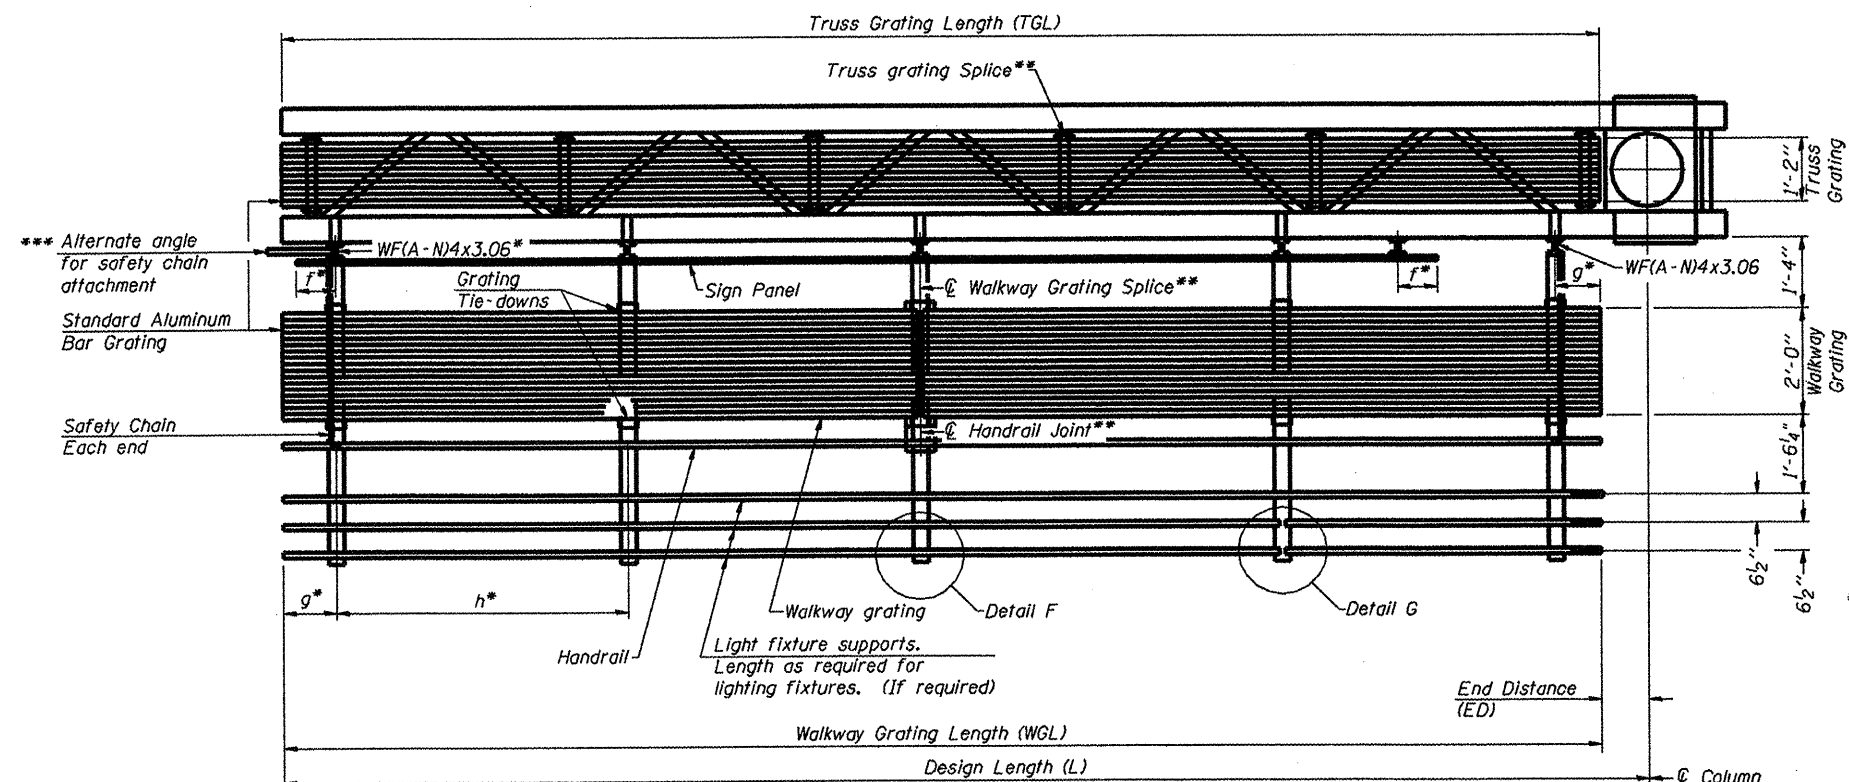 Truss Grating Length (TGL)
Truss grating Splice**
1'-2"
Truss
Grating
*** Alternate angle
for safety chain
attachment
WF(A-N)4x3.06*
WF(A-N)4x3.06
f*
Grating
Tie-downs
Sign Panel
℄ Walkway Grating Splice**
f*
g*
1'-4"
Standard Aluminum
Bar Grating
2'-0"
Walkway
Grating
Safety Chain
Each end
℄ Handrail Joint**
1'-6¼"
6½"
6½"
g*
h*
Walkway grating
Detail F
Detail G
Handrail
Light fixture supports.
Length as required for
lighting fixtures. (If required)
End Distance
(ED)
Walkway Grating Length (WGL)
Design Length (L)
℄ Column